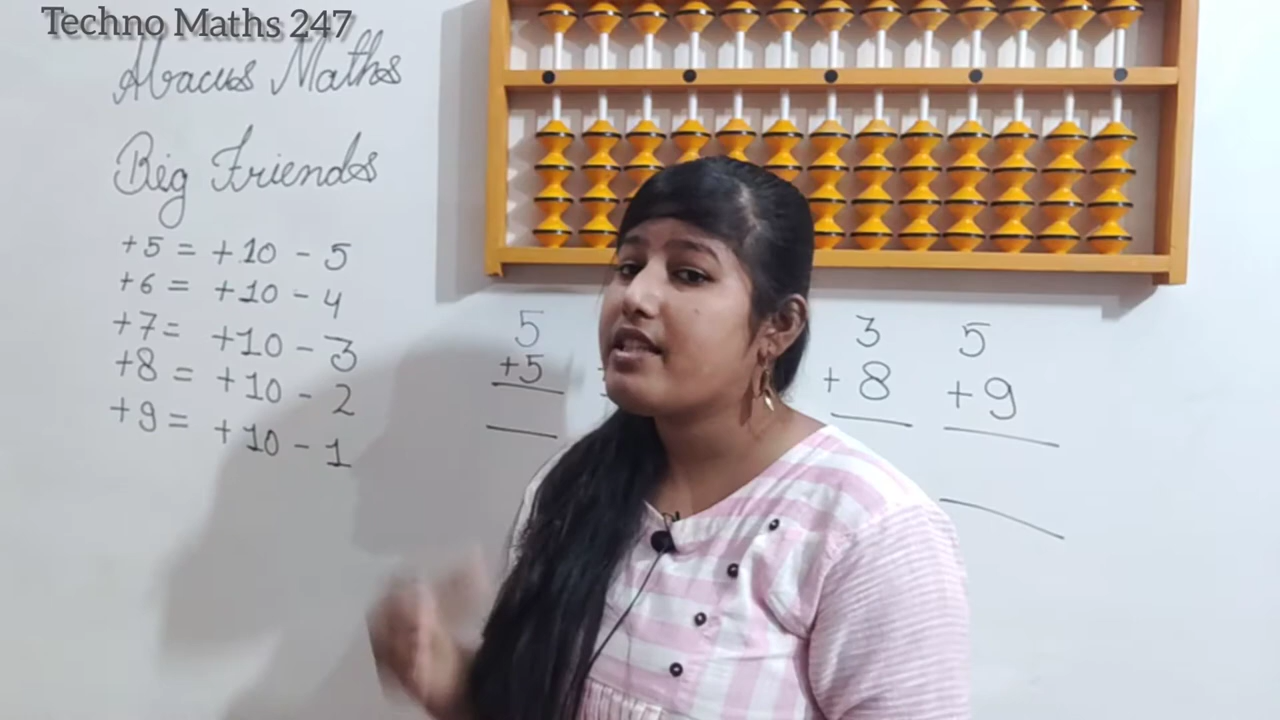 Techno Maths 247
Abacus Maths
Big Friends
+5 = +10 - 5
+6 = +10 - 4
+7 = +10 - 3
+8 = +10 - 2
+9 = +10 - 1
5 3 5
+5 + 8 + 9